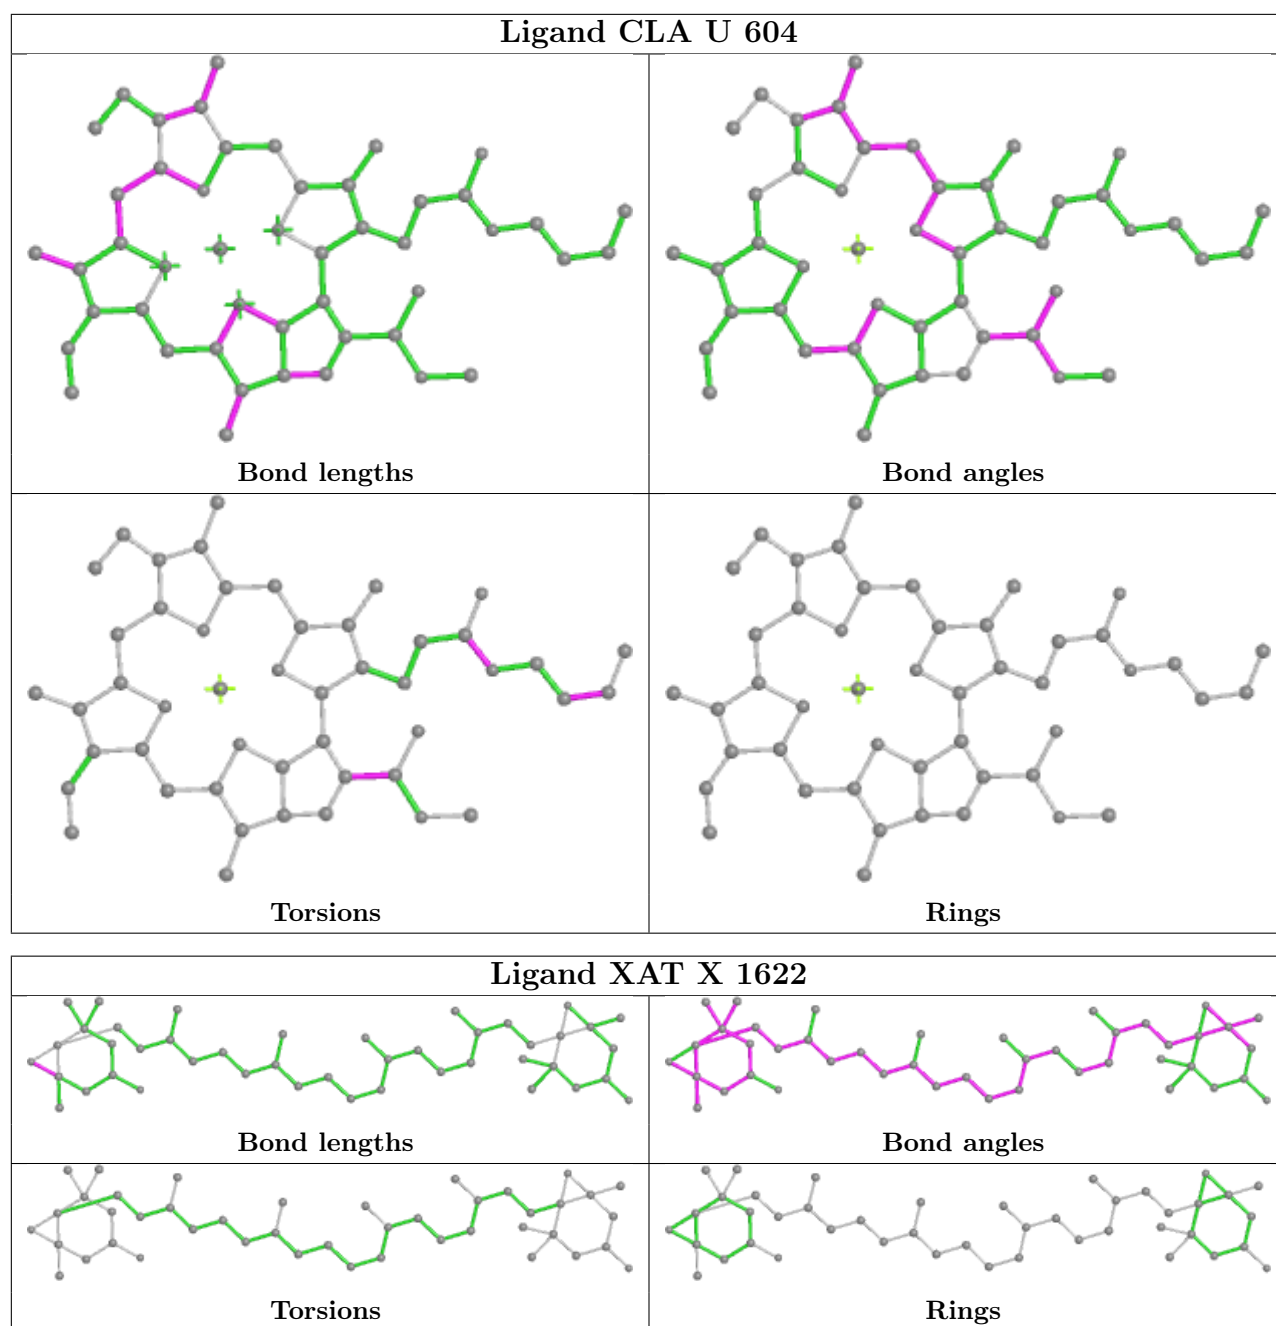 Ligand CLA U 604
Bond lengths
Bond angles
Torsions
Rings
Ligand XAT X 1622
Bond lengths
Bond angles
Torsions
Rings